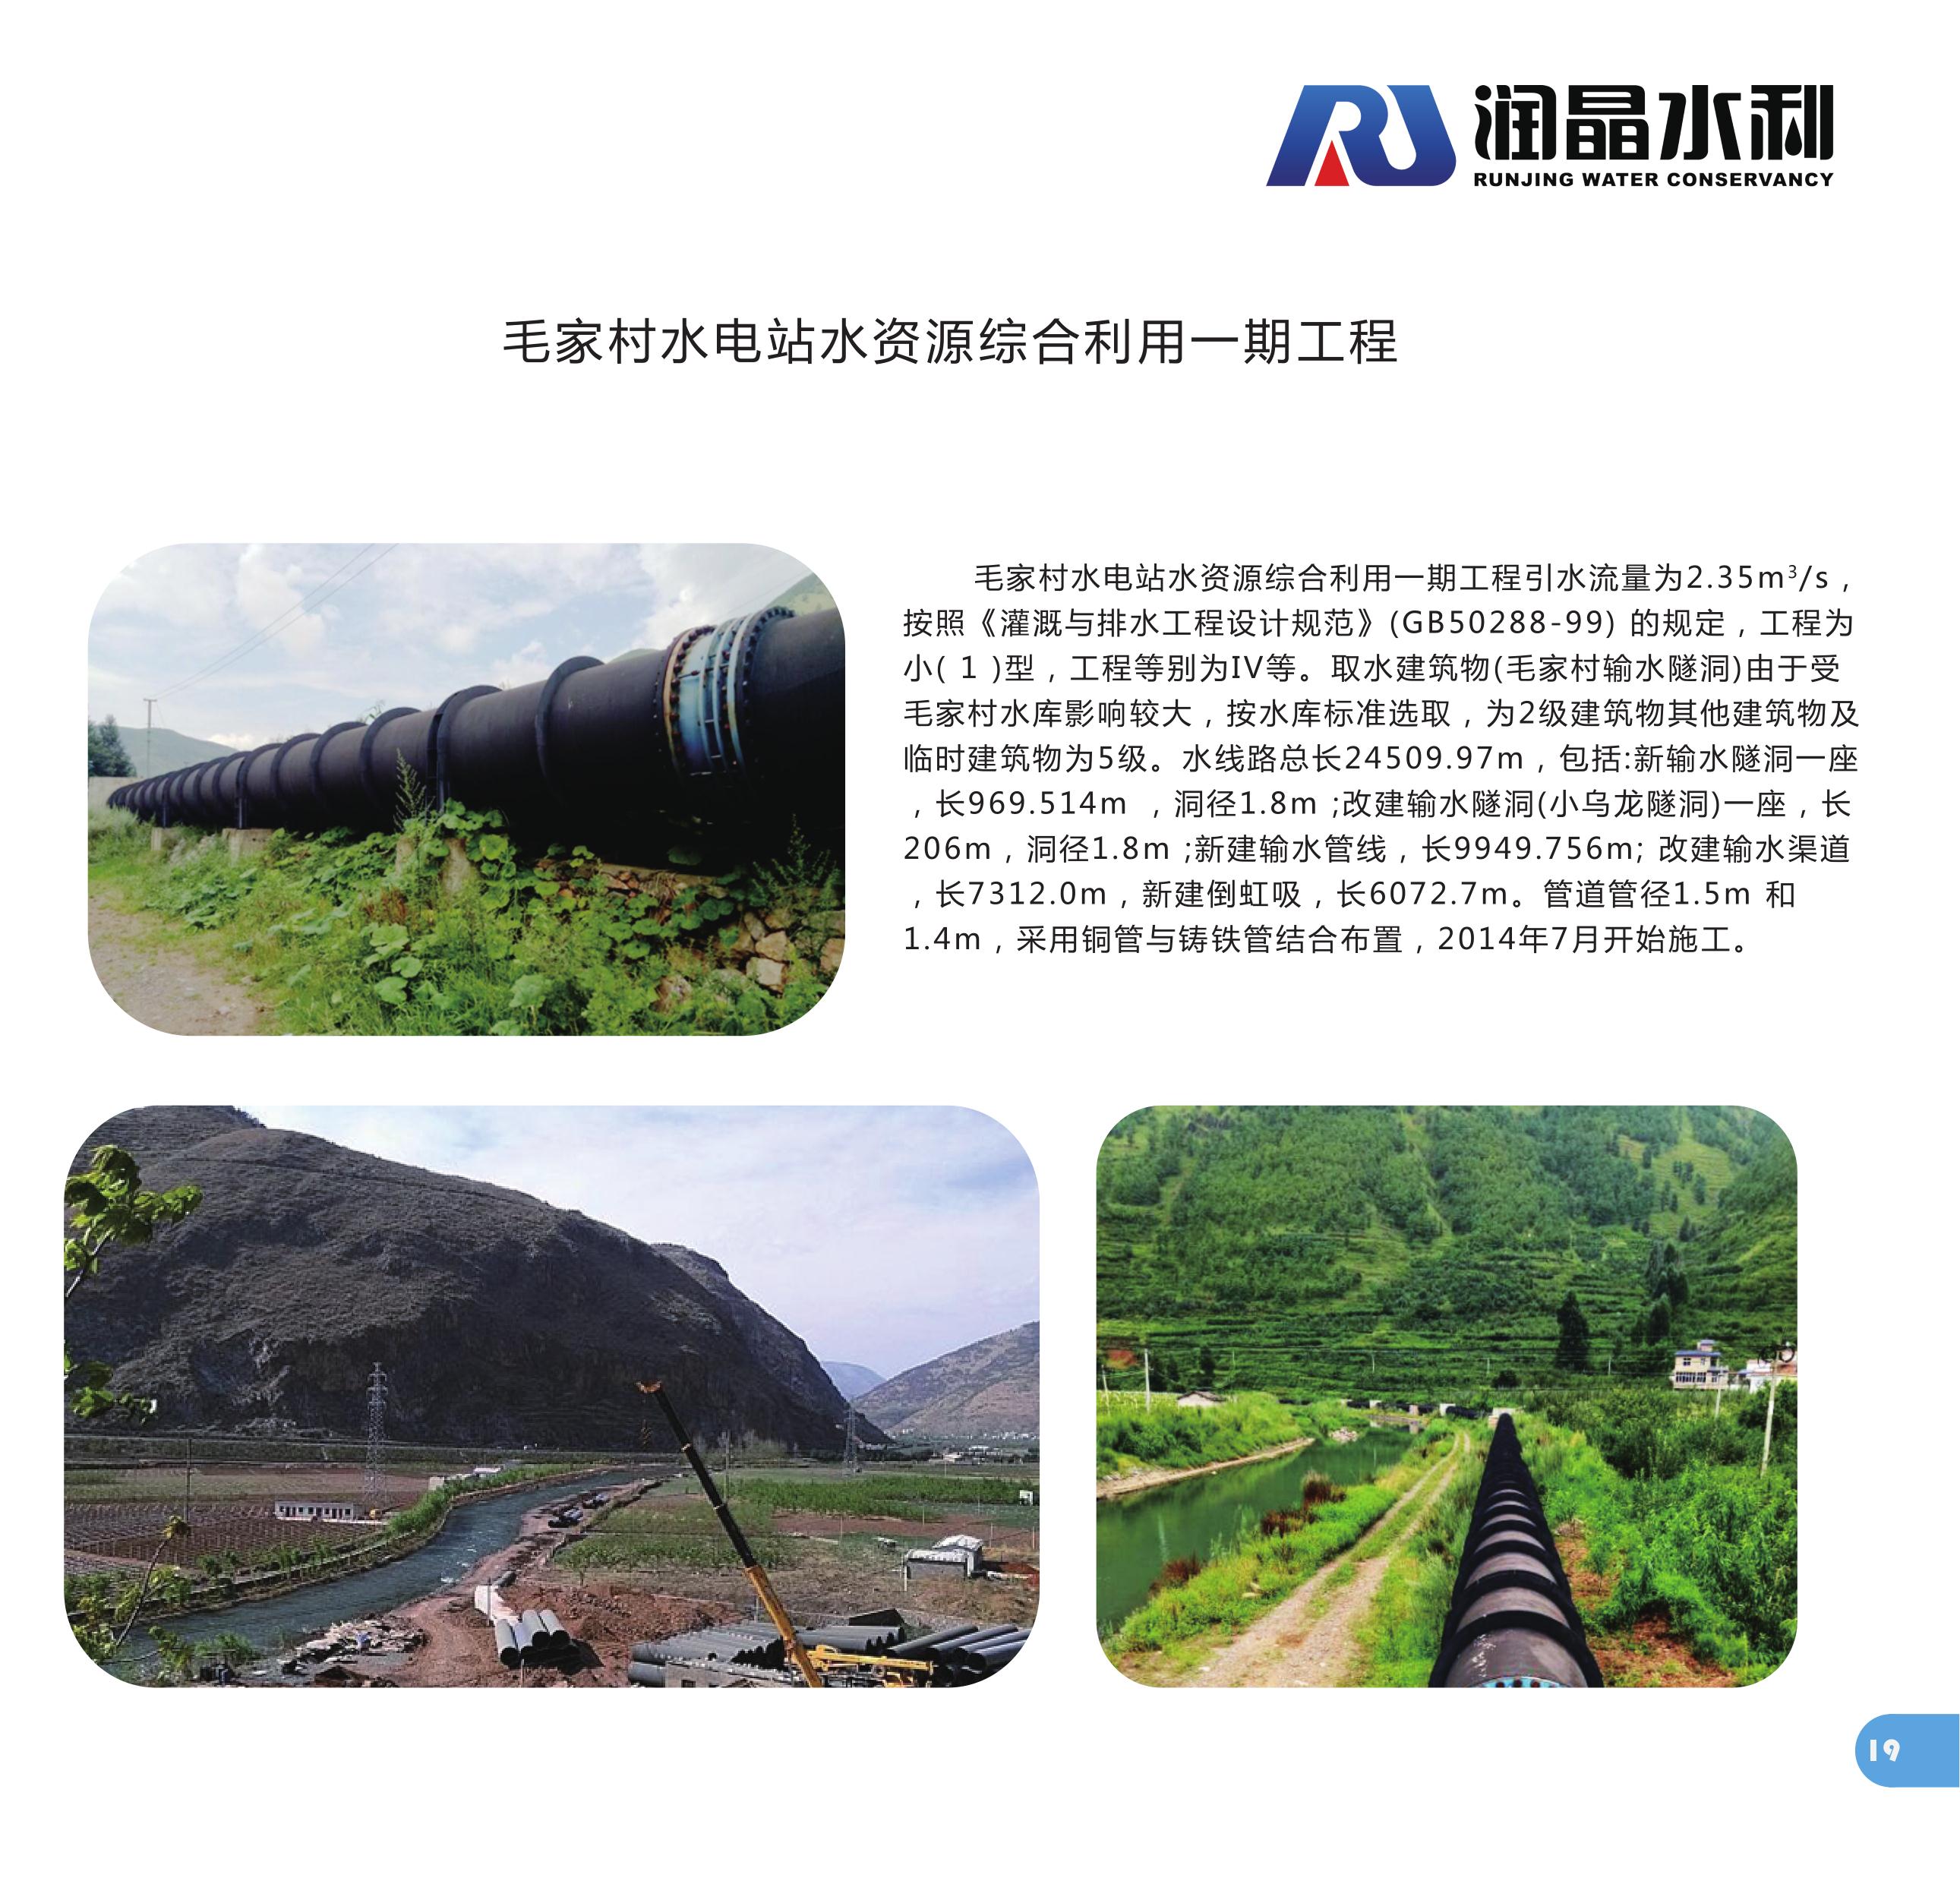 润晶水利
RUNJING WATER CONSERVANCY
毛家村水电站水资源综合利用一期工程
毛家村水电站水资源综合利用一期工程引水流量为2.35m³/s，
按照《灌溉与排水工程设计规范》(GB50288-99) 的规定，工程为
小( 1 )型，工程等别为IV等。取水建筑物(毛家村输水隧洞)由于受
毛家村水库影响较大，按水库标准选取，为2级建筑物其他建筑物及
临时建筑物为5级。水线路总长24509.97m，包括:新输水隧洞一座
，长969.514m ，洞径1.8m ;改建输水隧洞(小乌龙隧洞)一座，长
206m，洞径1.8m ;新建输水管线，长9949.756m; 改建输水渠道
，长7312.0m，新建倒虹吸，长6072.7m。管道管径1.5m 和
1.4m，采用铜管与铸铁管结合布置，2014年7月开始施工。
19